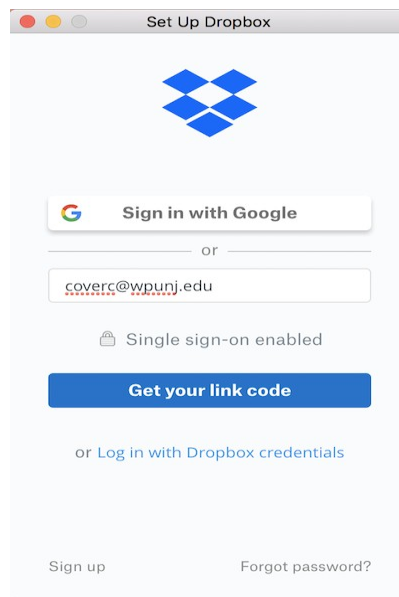 Set Up Dropbox
Sign in with Google
or
coverc@wpunj.edu
Single sign-on enabled
Get your link code
or Log in with Dropbox credentials
Sign up Forgot password?